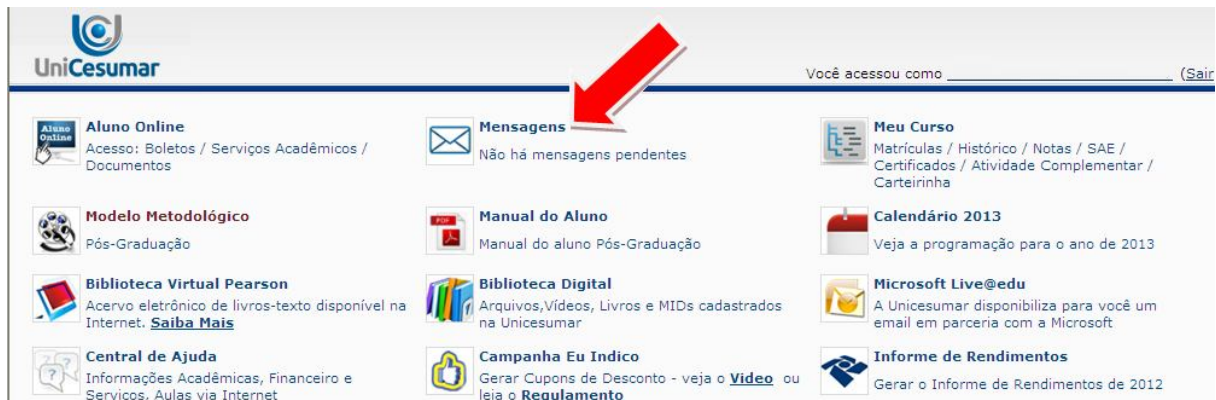 UniCesumar
Você acessou como (Sair
Aluno Online
Aluno Online
Acesso: Boletos / Serviços Acadêmicos /
Documentos
Mensagens
Não há mensagens pendentes
Meu Curso
Matrículas / Histórico / Notas / SAE /
Certificados / Atividade Complementar /
Carteirinha
Modelo Metodológico
Pós-Graduação
PDF
Manual do Aluno
Manual do aluno Pós-Graduação
Calendário 2013
Veja a programação para o ano de 2013
Biblioteca Virtual Pearson
Acervo eletrônico de livros-texto disponível na
Internet. Saiba Mais
Biblioteca Digital
Arquivos,Vídeos, Livros e MIDs cadastrados
na Unicesumar
Microsoft Live@edu
A Unicesumar disponibiliza para você um
email em parceria com a Microsoft
Central de Ajuda
Informações Acadêmicas, Financeiro e
Serviços, Aulas via Internet
Campanha Eu Indico
Gerar Cupons de Desconto - veja o Video ou
leia o Regulamento
Informe de Rendimentos
Gerar o Informe de Rendimentos de 2012